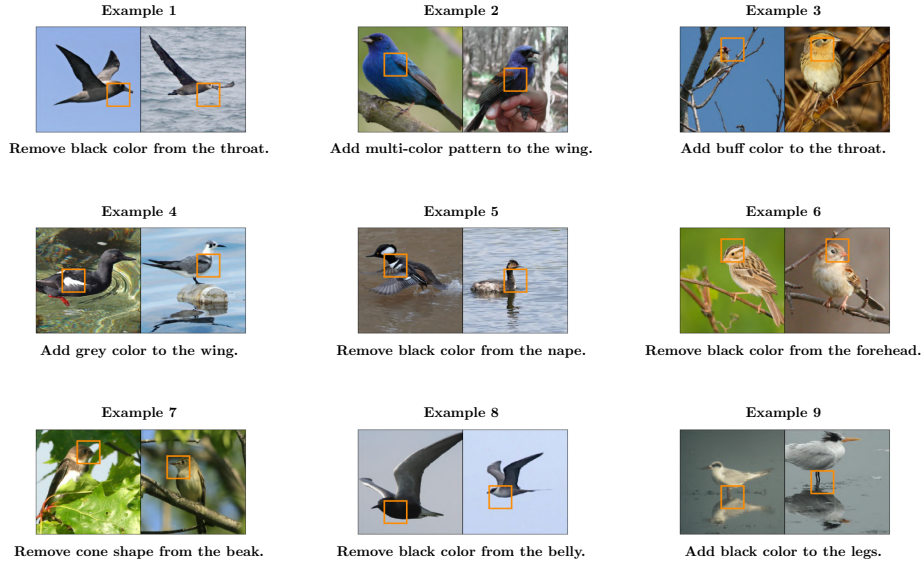 Example 1
Example 2
Example 3
Remove black color from the throat.
Add multi-color pattern to the wing.
Add buff color to the throat.
Example 4
Example 5
Example 6
Add grey color to the wing.
Remove black color from the nape.
Remove black color from the forehead.
Example 7
Example 8
Example 9
Remove cone shape from the beak.
Remove black color from the belly.
Add black color to the legs.